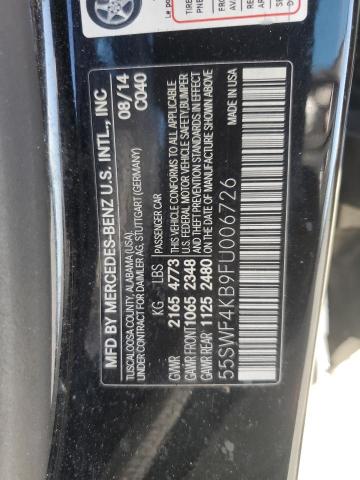 MFD BY MERCEDES-BENZ U.S. INTL., INC
TUSCALOOSA COUNTY, ALABAMA (USA)
UNDER CONTRACT FOR DAIMLER AG, STUTTGART (GERMANY)
08/14
C040
PASSENGER CAR
KG LBS
GVWR 2165 4773
GAWR FRONT 1065 2348
GAWR REAR 1125 2480
THIS VEHICLE CONFORMS TO ALL APPLICABLE
U.S. FEDERAL MOTOR VEHICLE SAFETY BUMPER
AND THEFT PREVENTION STANDARDS IN EFFECT
ON THE DATE OF MANUFACTURE SHOWN ABOVE
55SWF4KB9FU006726
MADE IN USA
TIRE